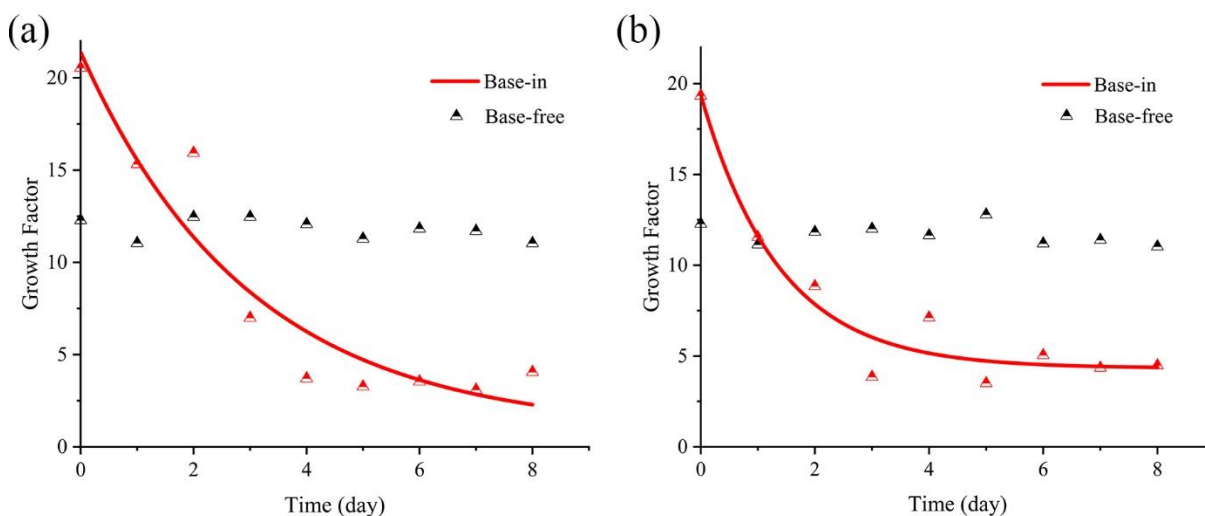 (a)
Growth Factor
20
15
10
5
0
0 2 4 6 8
Time (day)
Base-in
Base-free
(b)
Growth Factor
20
15
10
5
0
0 2 4 6 8
Time (day)
Base-in
Base-free